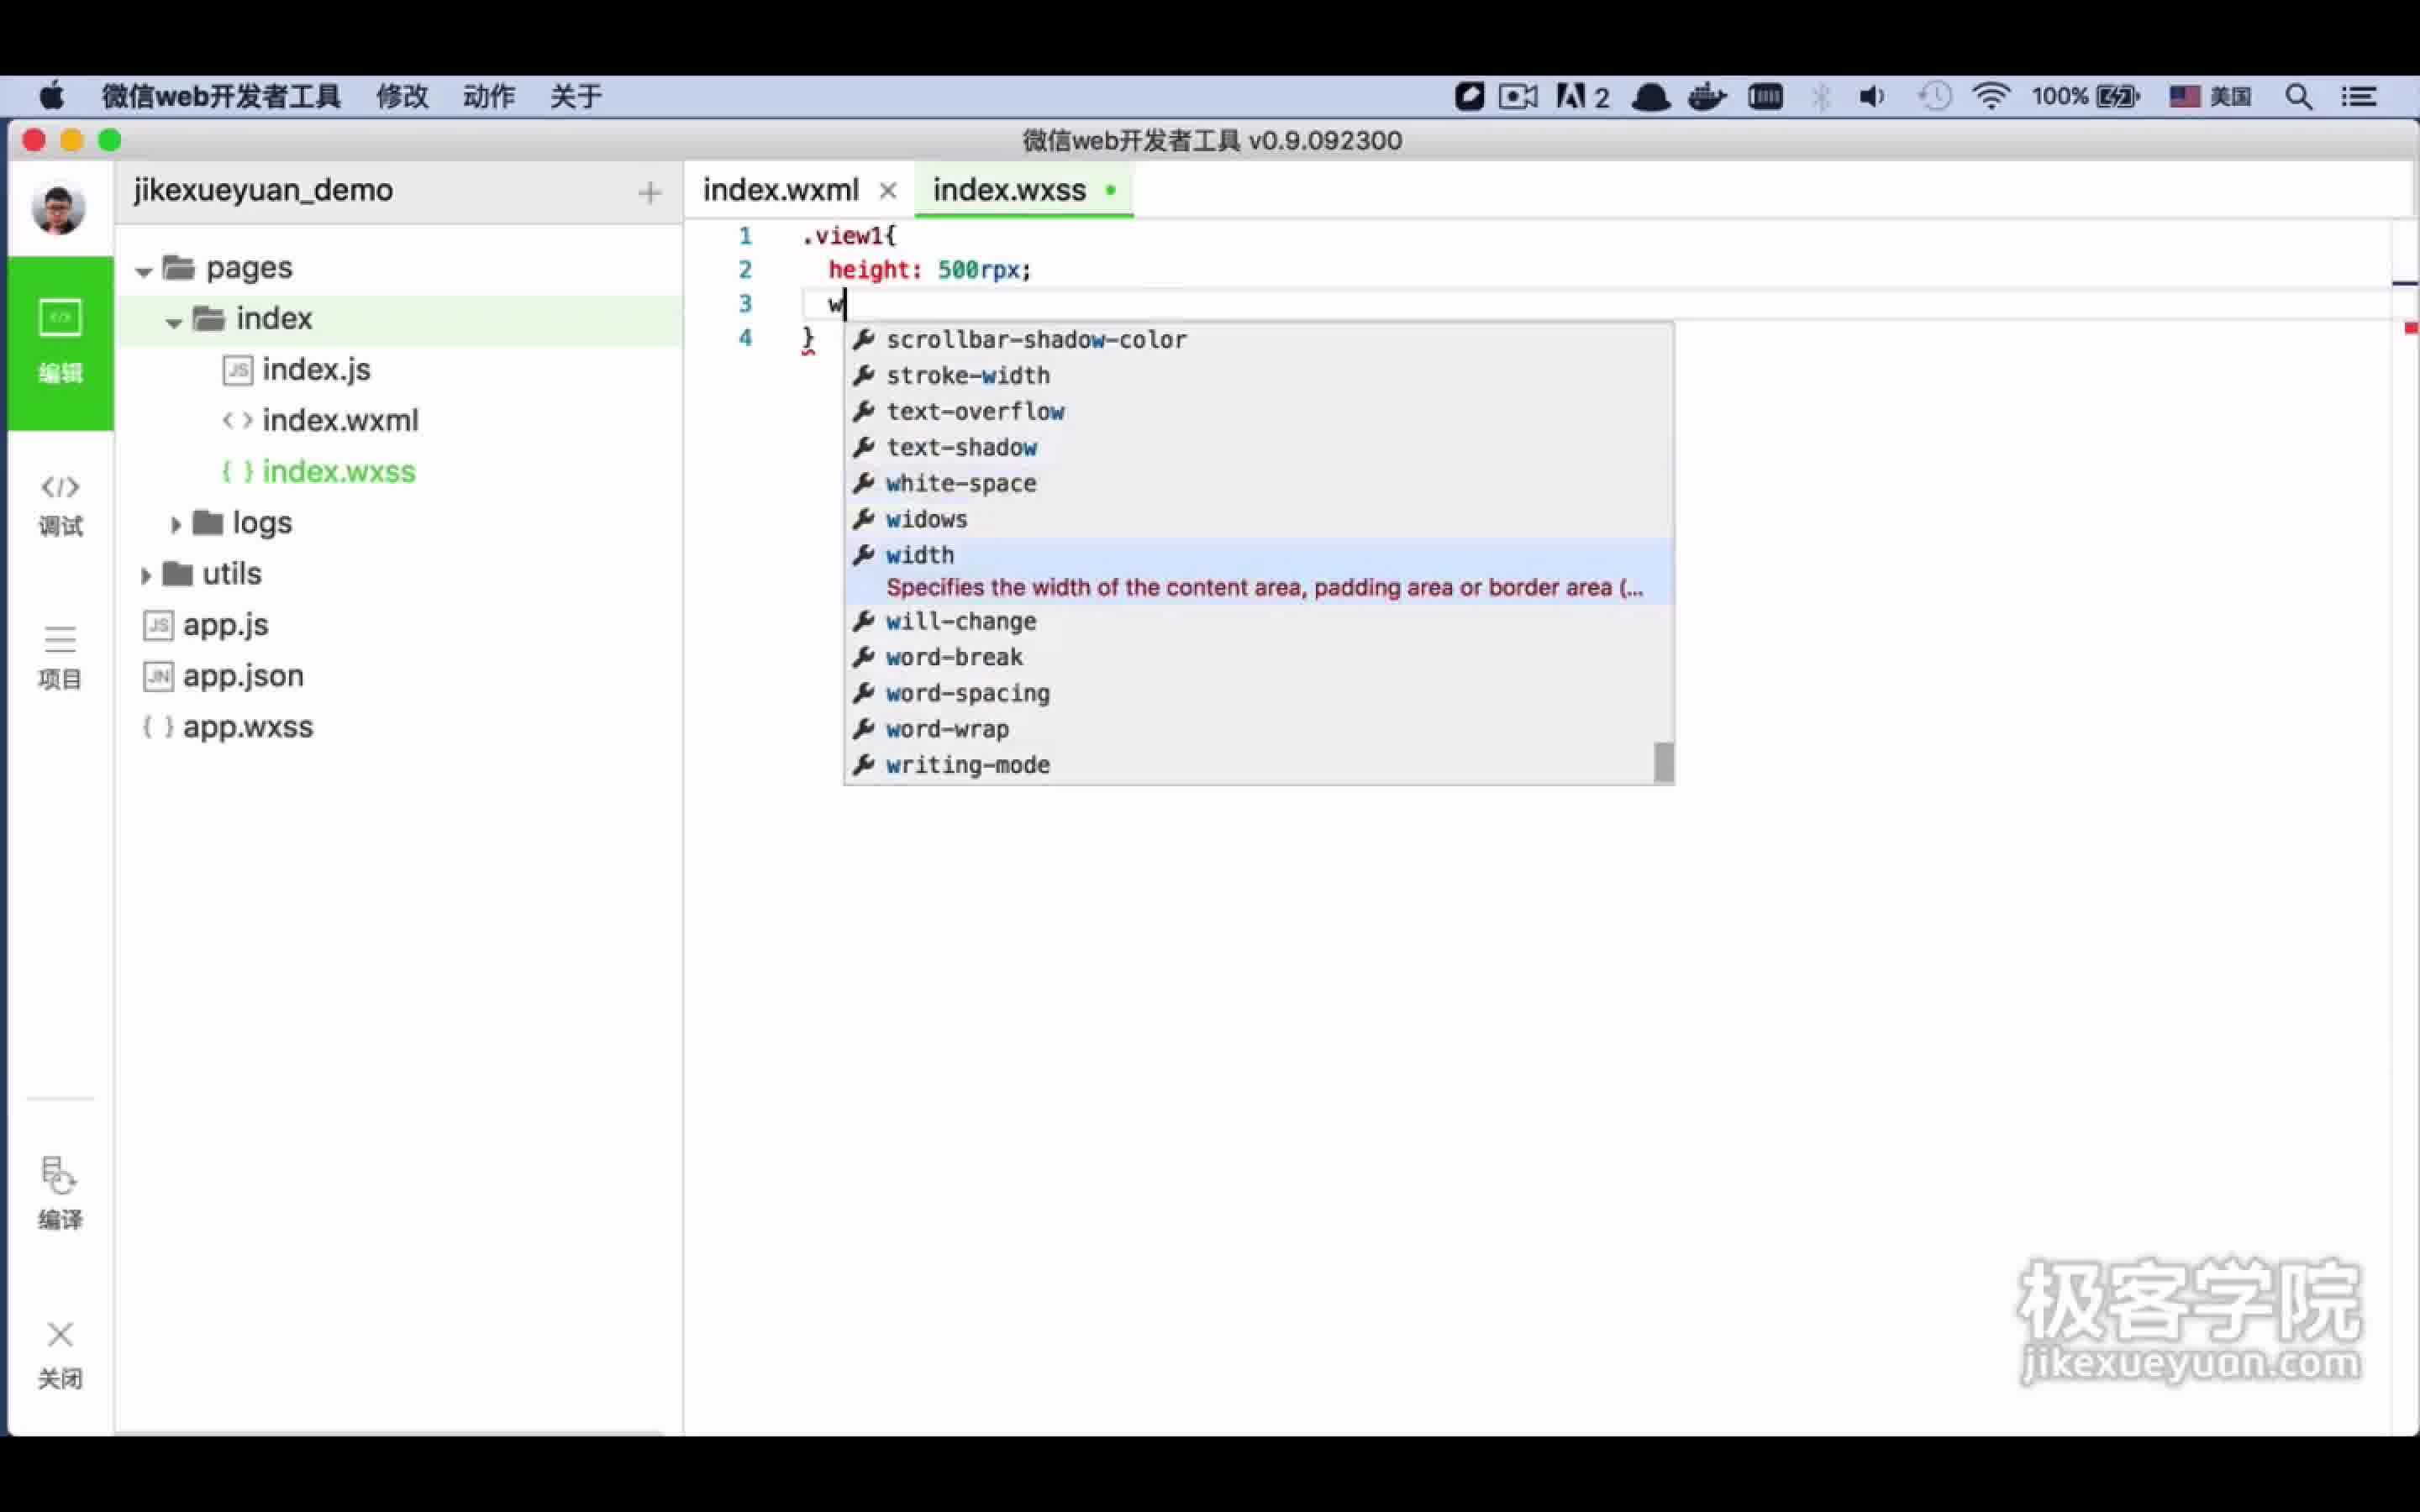 微信web开发者工具 修改 动作 关于 2 100% 美国
微信web开发者工具 v0.9.092300
jikexueyuan_demo +
index.wxml × index.wxss
编辑
调试
项目
编译
关闭
pages
index
JS index.js
< > index.wxml
{ } index.wxss
logs
utils
JS app.js
JN app.json
{ } app.wxss
1 .view1{
2 height: 500rpx;
3 w
4 }
scrollbar-shadow-color
stroke-width
text-overflow
text-shadow
white-space
widows
width
Specifies the width of the content area, padding area or border area (...
will-change
word-break
word-spacing
word-wrap
writing-mode
极客学院
jikexueyuan.com